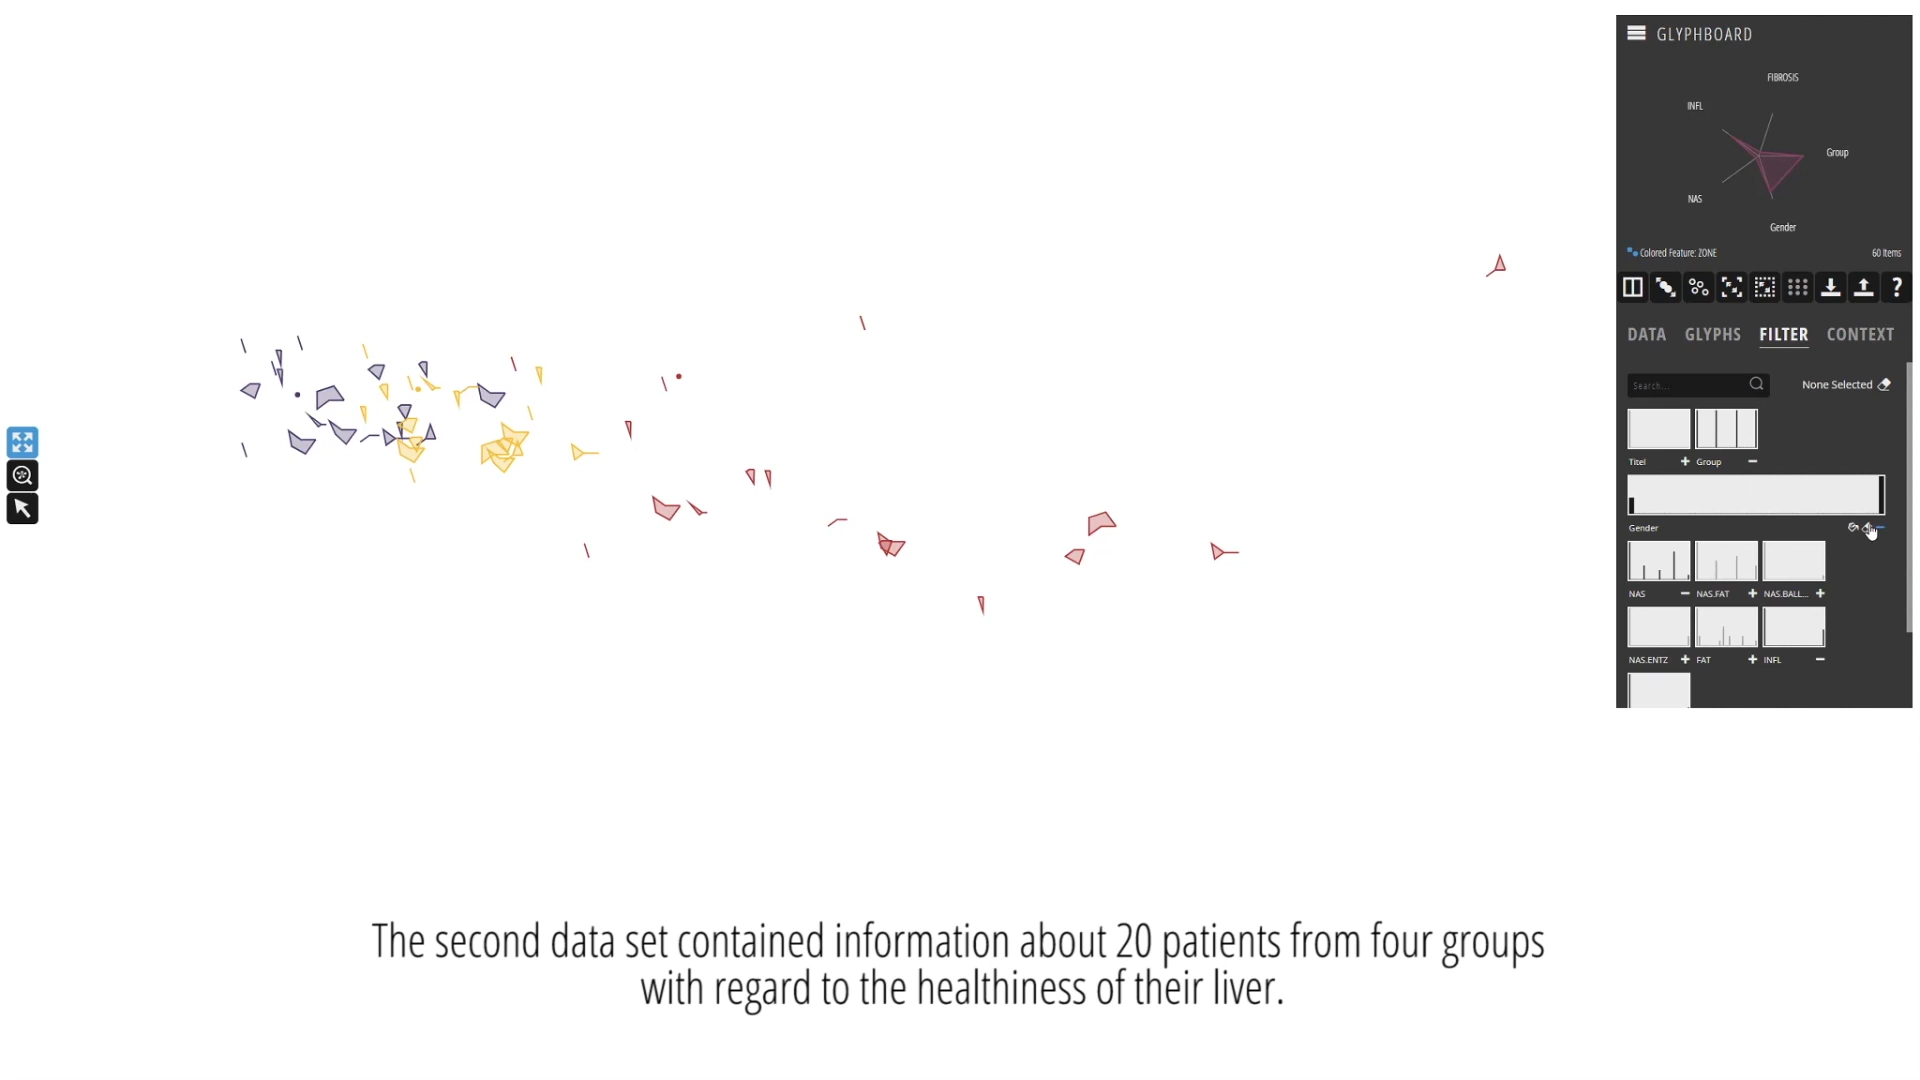 GLYPHBOARD
FIBROSIS
INFL
Group
NAS
Gender
Colored Feature: ZONE
60 Items
?
DATA GLYPHS FILTER CONTEXT
Search...
None Selected
Titel + Group −
Gender −
NAS − NAS.FAT + NAS.BALL... +
NAS.ENTZ + FAT + INFL −
The second data set contained information about 20 patients from four groups
with regard to the healthiness of their liver.